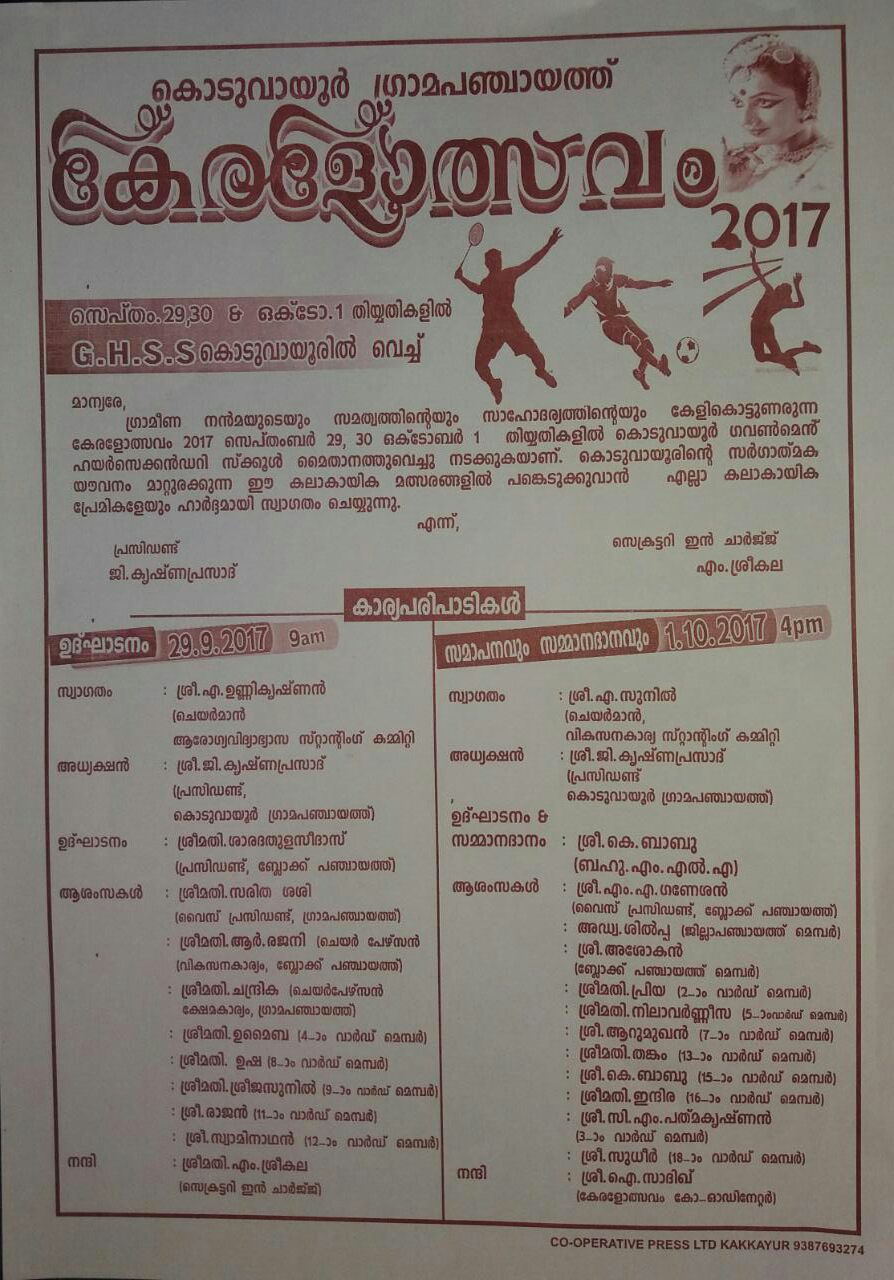 കൊടുവായൂർ ഗ്രാമപഞ്ചായത്ത്
കേരളോത്സവം
2017
സെപ്തം.29,30 & ഒക്ടോ.1 തിയ്യതികളിൽ
G.H.S.S കൊടുവായൂരിൽ വെച്ച്
മാന്യരേ,
ഗ്രാമീണ നൻമയുടെയും സമത്വത്തിന്റെയും സാഹോദര്യത്തിന്റെയും കേളികൊട്ടുണരുന്ന
കേരളോത്സവം 2017 സെപ്തംബർ 29, 30 ഒക്ടോബർ 1 തിയ്യതികളിൽ കൊടുവായൂർ ഗവൺമെന്റ്
ഹയർസെക്കൻഡറി സ്ക്കൂൾ മൈതാനത്തുവെച്ചു നടക്കുകയാണ്. കൊടുവായൂരിന്റെ സർഗാത്മക
യൗവനം മാറ്റുരക്കുന്ന ഈ കലാകായിക മത്സരങ്ങളിൽ പങ്കെടുക്കുവാൻ എല്ലാ കലാകായിക
പ്രേമികളേയും ഹാർദ്ദമായി സ്വാഗതം ചെയ്യുന്നു.
എന്ന്,
പ്രസിഡണ്ട്
ജി.കൃഷ്ണപ്രസാദ്
സെക്രട്ടറി ഇൻ ചാർജ്ജ്
എം.ശ്രീകല
കാര്യപരിപാടികൾ
ഉദ്ഘാടനം 29.9.2017 9am
സ്വാഗതം : ശ്രീ.എ.ഉണ്ണികൃഷ്ണൻ
(ചെയർമാൻ
ആരോഗ്യവിദ്യാഭ്യാസ സ്റ്റാന്റിംഗ് കമ്മിറ്റി
അധ്യക്ഷൻ : ശ്രീ.ജി.കൃഷ്ണപ്രസാദ്
(പ്രസിഡണ്ട്,
കൊടുവായൂർ ഗ്രാമപഞ്ചായത്ത്)
ഉദ്ഘാടനം : ശ്രീമതി.ശാരദതുളസീദാസ്
(പ്രസിഡണ്ട്, ബ്ലോക്ക് പഞ്ചായത്ത്)
ആശംസകൾ : ശ്രീമതി.സരിത ശശി
(വൈസ് പ്രസിഡണ്ട്, ഗ്രാമപഞ്ചായത്ത്)
: ശ്രീമതി.ആർ.രജനി (ചെയർ പേഴ്സൻ
(വികസനകാര്യം, ബ്ലോക്ക് പഞ്ചായത്ത്)
: ശ്രീമതി.ചന്ദ്രിക (ചെയർപേഴ്സൻ
ക്ഷേമകാര്യം, ഗ്രാമപഞ്ചായത്ത്)
: ശ്രീമതി.ഉമൈബ (4-ാം വാർഡ് മെമ്പർ)
: ശ്രീമതി. ഉഷ (8-ാം വാർഡ് മെമ്പർ)
: ശ്രീമതി.ശ്രീജസുനിൽ (9-ാം വാർഡ് മെമ്പർ)
: ശ്രീ.രാജൻ (11-ാം വാർഡ് മെമ്പർ)
: ശ്രീ.സ്വാമിനാഥൻ (12-ാം വാർഡ് മെമ്പർ)
നന്ദി : ശ്രീമതി.എം.ശ്രീകല
(സെക്രട്ടറി ഇൻ ചാർജ്ജ്)
സമാപനവും സമ്മാനദാനവും 1.10.2017 4pm
സ്വാഗതം : ശ്രീ.എ.സുനിൽ
(ചെയർമാൻ,
വികസനകാര്യ സ്റ്റാന്റിംഗ് കമ്മിറ്റി
അധ്യക്ഷൻ : ശ്രീ.ജി.കൃഷ്ണപ്രസാദ്
(പ്രസിഡണ്ട്
കൊടുവായൂർ ഗ്രാമപഞ്ചായത്ത്)
ഉദ്ഘാടനം &
സമ്മാനദാനം : ശ്രീ.കെ.ബാബു
(ബഹു.എം.എൽ.എ)
ആശംസകൾ : ശ്രീ.എം.എ.ഗണേശൻ
(വൈസ് പ്രസിഡണ്ട്, ബ്ലോക്ക് പഞ്ചായത്ത്)
: അഡ്വ.ശിൽപ്പ (ജില്ലാപഞ്ചായത്ത് മെമ്പർ)
: ശ്രീ.അശോകൻ
(ബ്ലോക്ക് പഞ്ചായത്ത് മെമ്പർ)
: ശ്രീമതി.പ്രിയ (2-ാം വാർഡ് മെമ്പർ)
: ശ്രീമതി.നിലാവർണ്ണീസ (5-ാംവാർഡ് മെമ്പർ)
: ശ്രീ.ആറുമുഖൻ (7-ാം വാർഡ് മെമ്പർ)
: ശ്രീമതി.തങ്കം (13-ാം വാർഡ് മെമ്പർ)
: ശ്രീ.കെ.ബാബു (15-ാം വാർഡ് മെമ്പർ)
: ശ്രീമതി.ഇന്ദിര (16-ാം വാർഡ് മെമ്പർ)
: ശ്രീ.സി.എം.പത്മകൃഷ്ണൻ
(3-ാം വാർഡ് മെമ്പർ)
: ശ്രീ.സുധീർ (18-ാം വാർഡ് മെമ്പർ)
നന്ദി : ശ്രീ.ഐ.സാദിഖ്
(കേരളോത്സവം കോ-ഓഡിനേറ്റർ)
CO-OPERATIVE PRESS LTD KAKKAYUR 9387693274